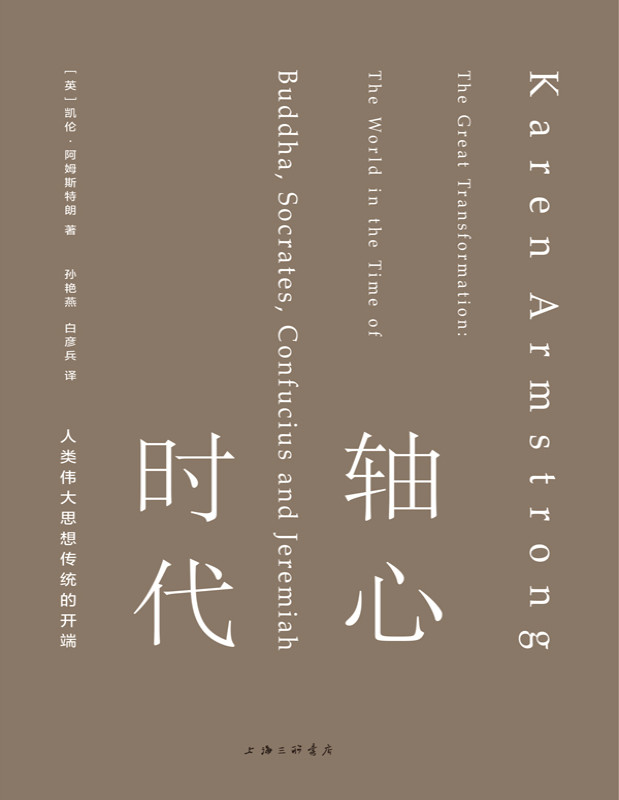 Karen Armstrong
The Great Transformation:
The World in the Time of
Buddha, Socrates, Confucius and Jeremiah
轴心
时代
［英］凯伦·阿姆斯特朗 著
孙艳燕 白彦兵 译
人类伟大思想传统的开端
上海三联书店